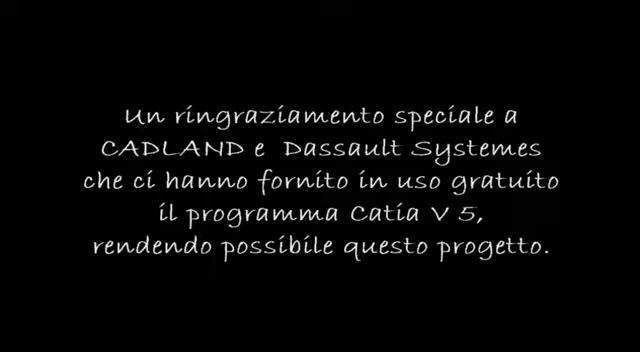 Un ringraziamento speciale a
CADLAND e Dassault Systemes
che ci hanno fornito in uso gratuito
il programma Catia V 5,
rendendo possibile questo progetto.